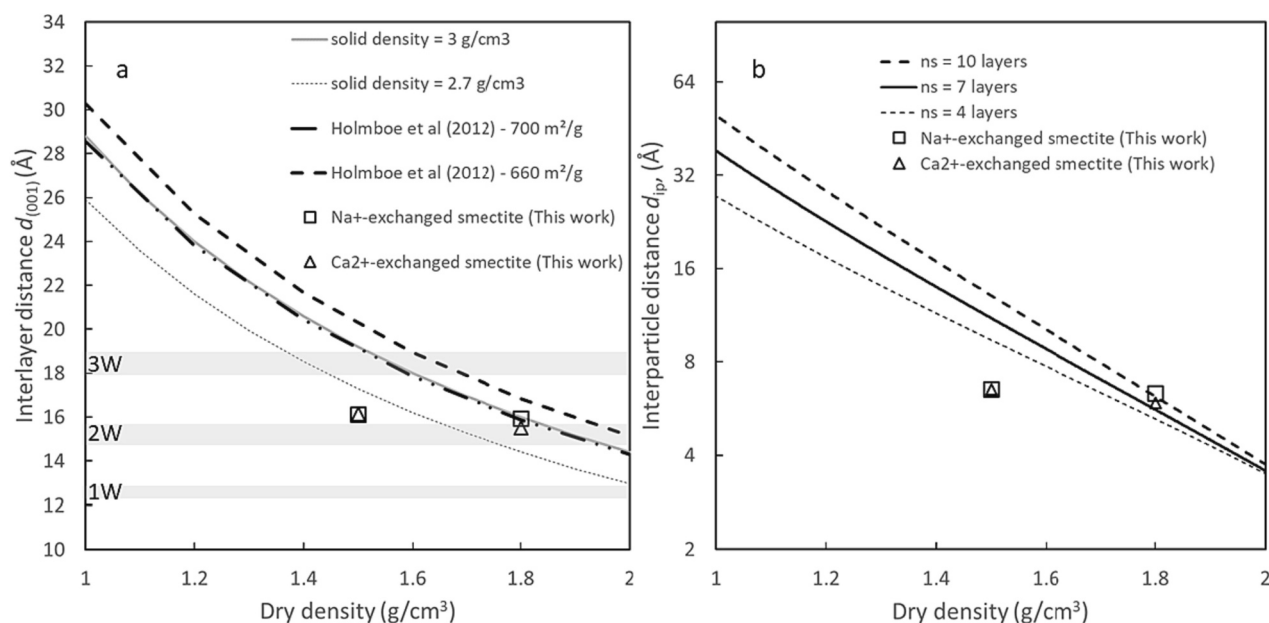 Interlayer distance d(001) (Å)
34
32
30
28
26
24
22
20
18
16
14
12
10
a
solid density = 3 g/cm3
solid density = 2.7 g/cm3
Holmboe et al (2012) - 700 m²/g
Holmboe et al (2012) - 660 m²/g
Na+-exchanged smectite (This work)
Ca2+-exchanged smectite (This work)
3W
2W
1W
1 1.2 1.4 1.6 1.8 2
Dry density (g/cm³)
Interparticle distance dip, (Å)
64
32
16
8
4
2
b
ns = 10 layers
ns = 7 layers
ns = 4 layers
Na+-exchanged smectite (This work)
Ca2+-exchanged smectite (This work)
1 1.2 1.4 1.6 1.8 2
Dry density (g/cm³)